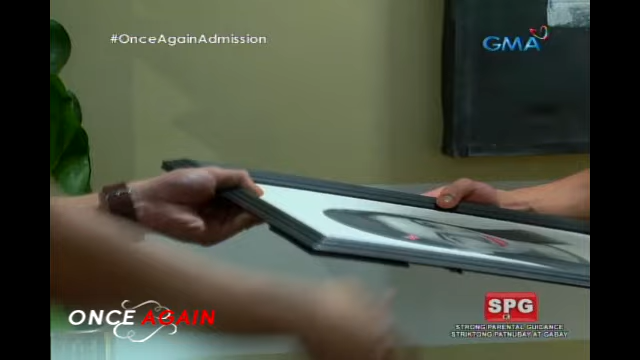 #OnceAgainAdmission
GMA
ONCE AGAIN
SPG
STRONG PARENTAL GUIDANCE
STRIKTONG PATNUBAY AT GABAY